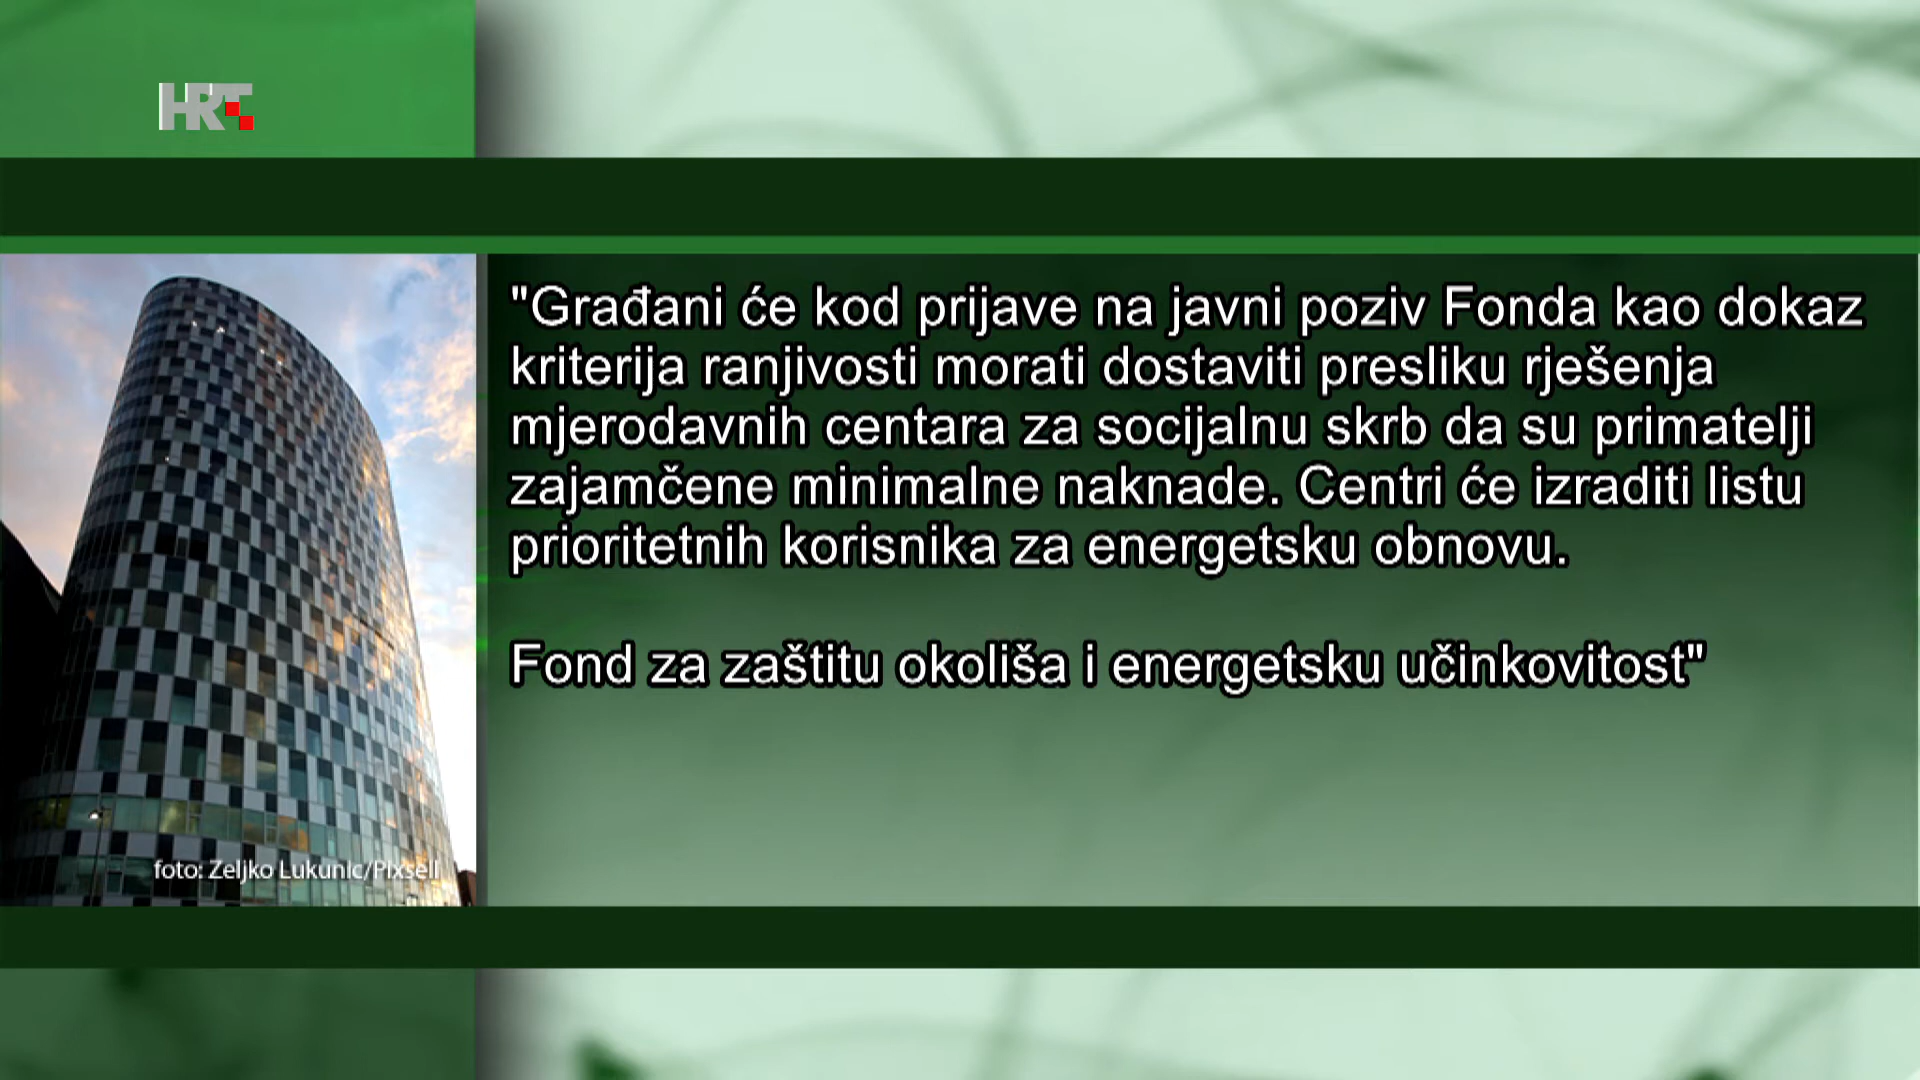 HRT
"Građani će kod prijave na javni poziv Fonda kao dokaz
kriterija ranjivosti morati dostaviti presliku rješenja
mjerodavnih centara za socijalnu skrb da su primatelji
zajamčene minimalne naknade. Centri će izraditi listu
prioritetnih korisnika za energetsku obnovu.
Fond za zaštitu okoliša i energetsku učinkovitost"
foto: Zeljko Lukunic/Pixsell